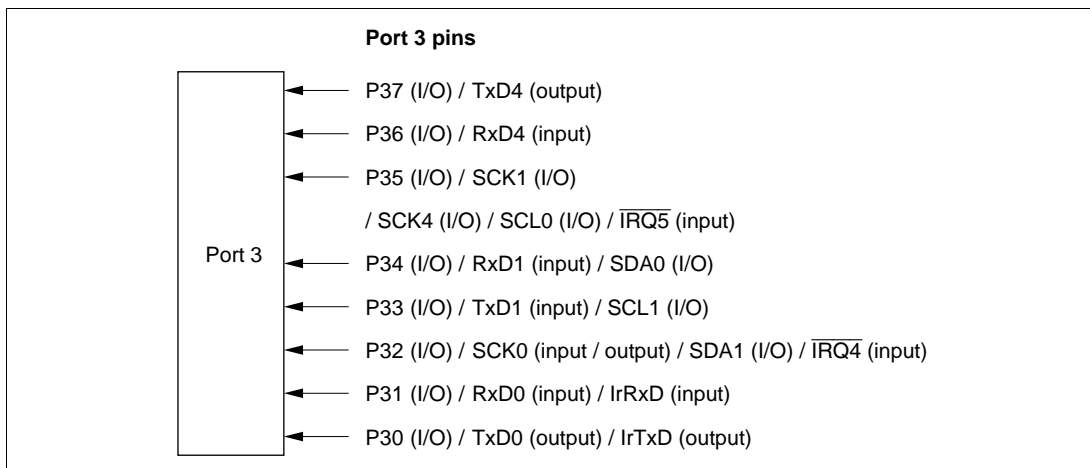 Port 3 pins
P37 (I/O) / TxD4 (output)
P36 (I/O) / RxD4 (input)
P35 (I/O) / SCK1 (I/O)
/ SCK4 (I/O) / SCL0 (I/O) / I̅R̅Q̅5̅ (input)
Port 3
P34 (I/O) / RxD1 (input) / SDA0 (I/O)
P33 (I/O) / TxD1 (input) / SCL1 (I/O)
P32 (I/O) / SCK0 (input / output) / SDA1 (I/O) / I̅R̅Q̅4̅ (input)
P31 (I/O) / RxD0 (input) / IrRxD (input)
P30 (I/O) / TxD0 (output) / IrTxD (output)